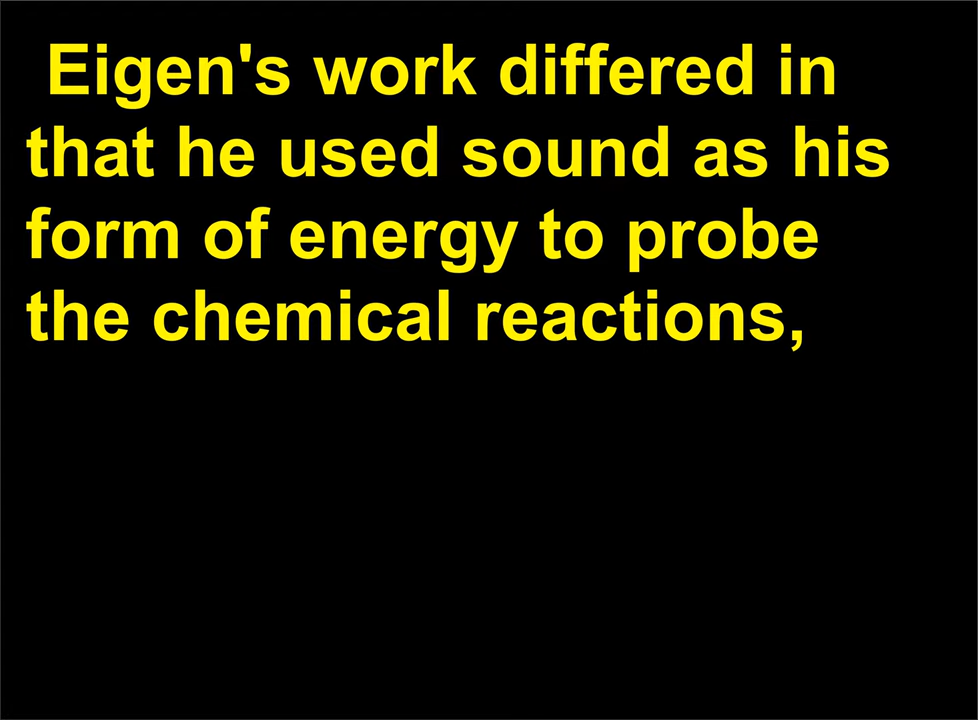 Eigen's work differed in
that he used sound as his
form of energy to probe
the chemical reactions,